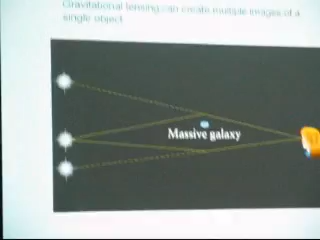 Gravitational lensing can create multiple images of a
single object
Massive galaxy